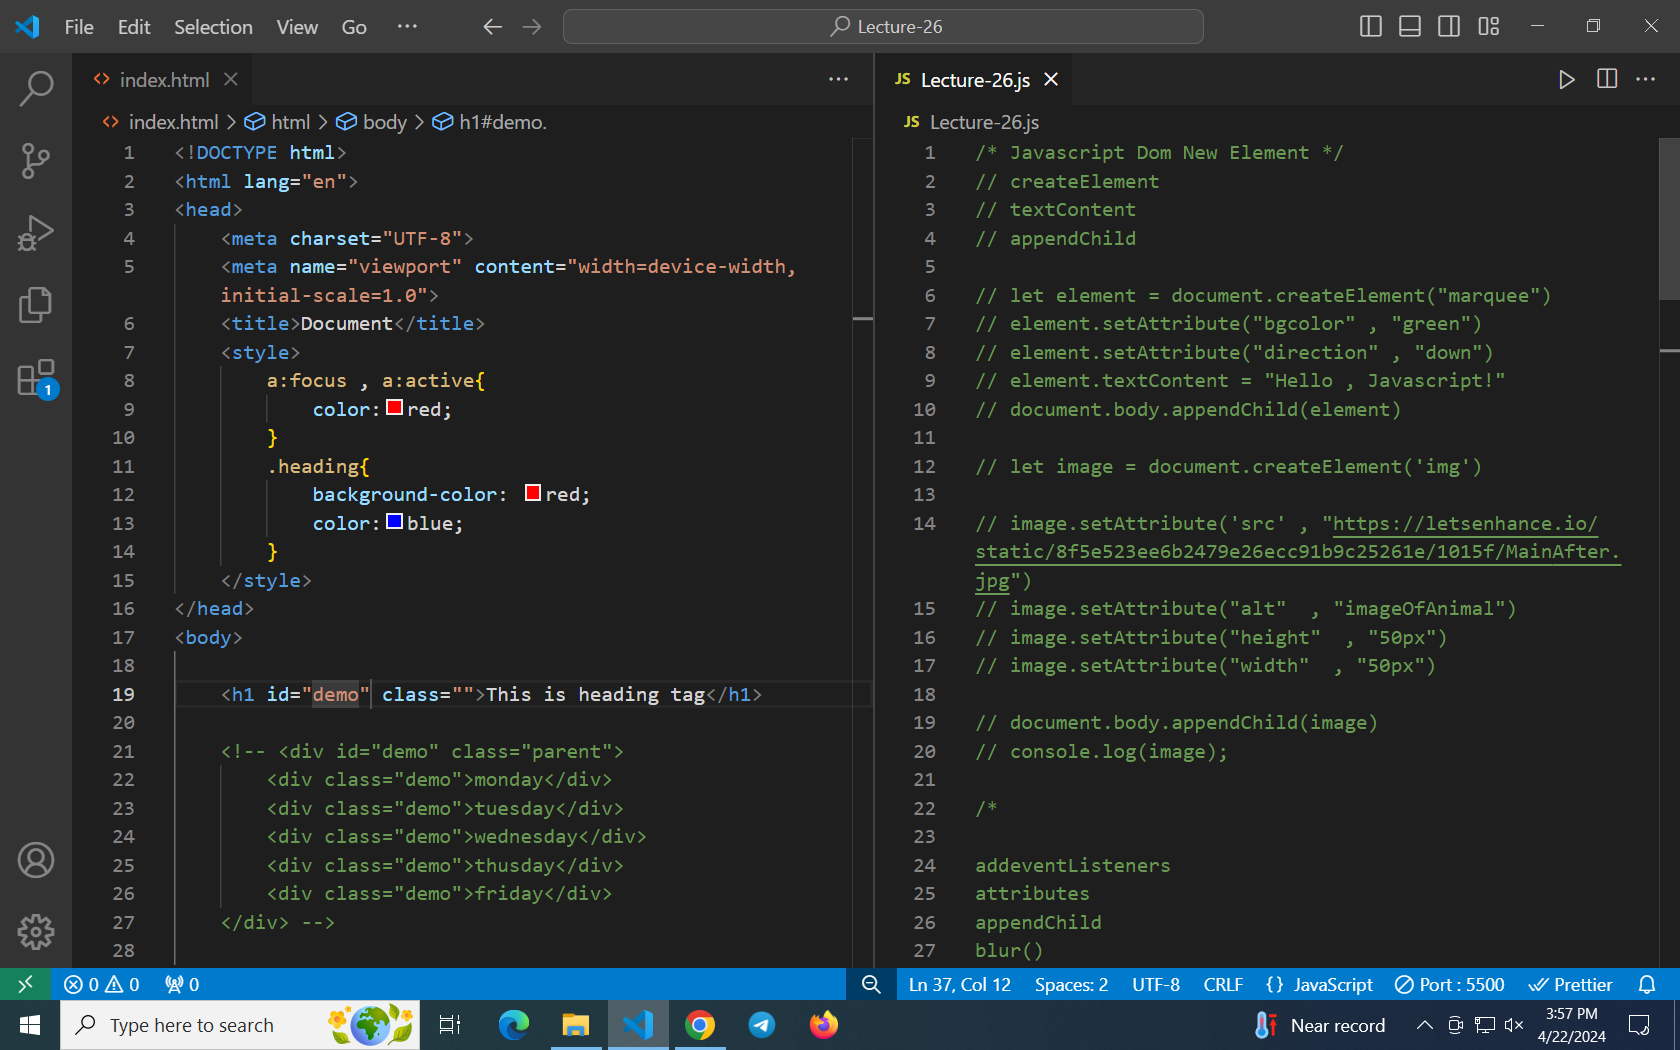 File Edit Selection View Go ··· Lecture-26
index.html
index.html > html > body > h1#demo.
1 <!DOCTYPE html>
2 <html lang="en">
3 <head>
4 <meta charset="UTF-8">
5 <meta name="viewport" content="width=device-width,
initial-scale=1.0">
6 <title>Document</title>
7 <style>
8 a:focus , a:active{
9 color: red;
10 }
11 .heading{
12 background-color: red;
13 color: blue;
14 }
15 </style>
16 </head>
17 <body>
18
19 <h1 id="demo" class="">This is heading tag</h1>
20
21 <!-- <div id="demo" class="parent">
22 <div class="demo">monday</div>
23 <div class="demo">tuesday</div>
24 <div class="demo">wednesday</div>
25 <div class="demo">thusday</div>
26 <div class="demo">friday</div>
27 </div> -->
28
JS Lecture-26.js
JS Lecture-26.js
1 /* Javascript Dom New Element */
2 // createElement
3 // textContent
4 // appendChild
5
6 // let element = document.createElement("marquee")
7 // element.setAttribute("bgcolor" , "green")
8 // element.setAttribute("direction" , "down")
9 // element.textContent = "Hello , Javascript!"
10 // document.body.appendChild(element)
11
12 // let image = document.createElement('img')
13
14 // image.setAttribute('src' , "https://letsenhance.io/
static/8f5e523ee6b2479e26ecc91b9c25261e/1015f/MainAfter.
jpg")
15 // image.setAttribute("alt"  , "imageOfAnimal")
16 // image.setAttribute("height"  , "50px")
17 // image.setAttribute("width"  , "50px")
18
19 // document.body.appendChild(image)
20 // console.log(image);
21
22 /*
23
24 addeventListeners
25 attributes
26 appendChild
27 blur()
1
0 0 0 Ln 37, Col 12 Spaces: 2 UTF-8 CRLF {} JavaScript Port : 5500 Prettier
Type here to search Near record 3:57 PM
4/22/2024